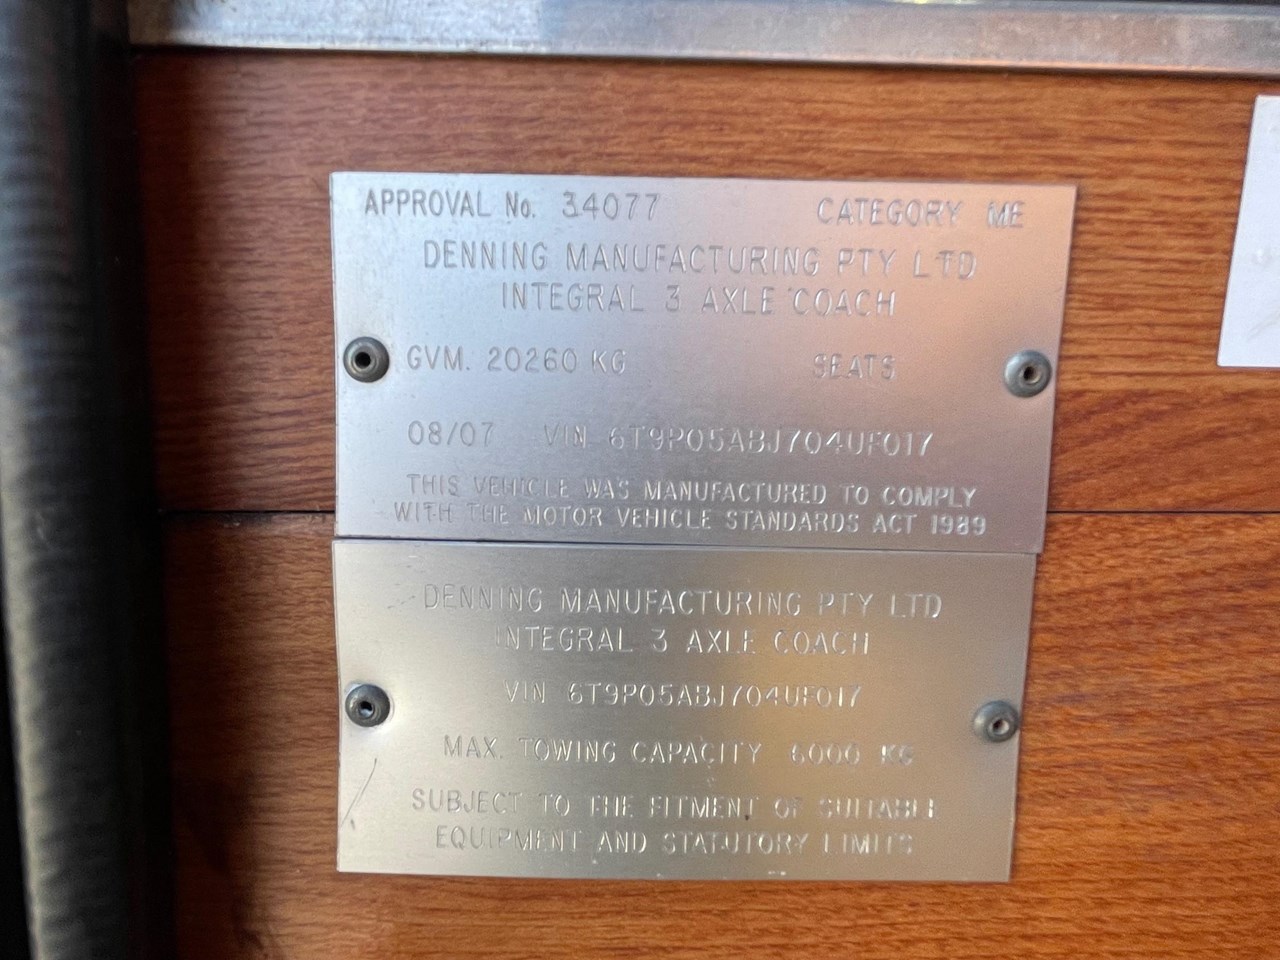 APPROVAL No. 34077 CATEGORY ME
DENNING MANUFACTURING PTY LTD
INTEGRAL 3 AXLE COACH
GVM. 20260 KG SEATS
08/07 VIN 6T9P05ABJ704UF017
THIS VEHICLE WAS MANUFACTURED TO COMPLY
WITH THE MOTOR VEHICLE STANDARDS ACT 1989
DENNING MANUFACTURING PTY LTD
INTEGRAL 3 AXLE COACH
VIN 6T9P05ABJ704UF017
MAX. TOWING CAPACITY 6000 KG
SUBJECT TO THE FITMENT OF SUITABLE
EQUIPMENT AND STATUTORY LIMITS